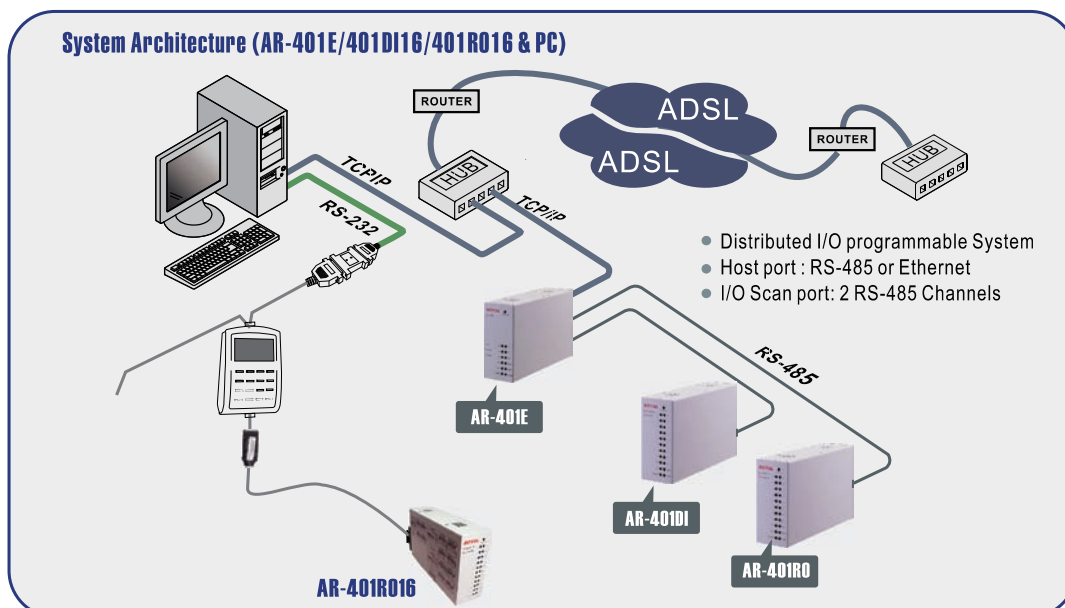 System Architecture (AR-401E/401DI16/401RO16 & PC)
ROUTER
ADSL
ADSL
ROUTER
HUB
HUB
TCPIP
TCP/IP
RS-232
• Distributed I/O programmable System
• Host port : RS-485 or Ethernet
• I/O Scan port: 2 RS-485 Channels
RS-485
AR-401E
AR-401DI
AR-401RO
AR-401RO16